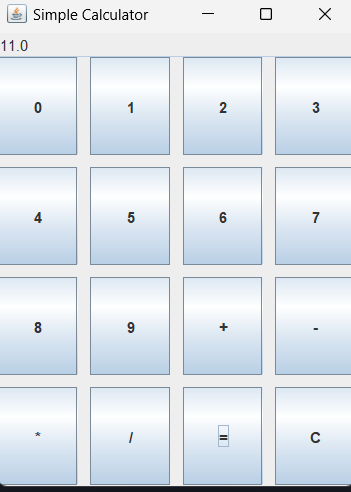 Simple Calculator
11.0
0 1 2 3
4 5 6 7
8 9 + -
* / = C